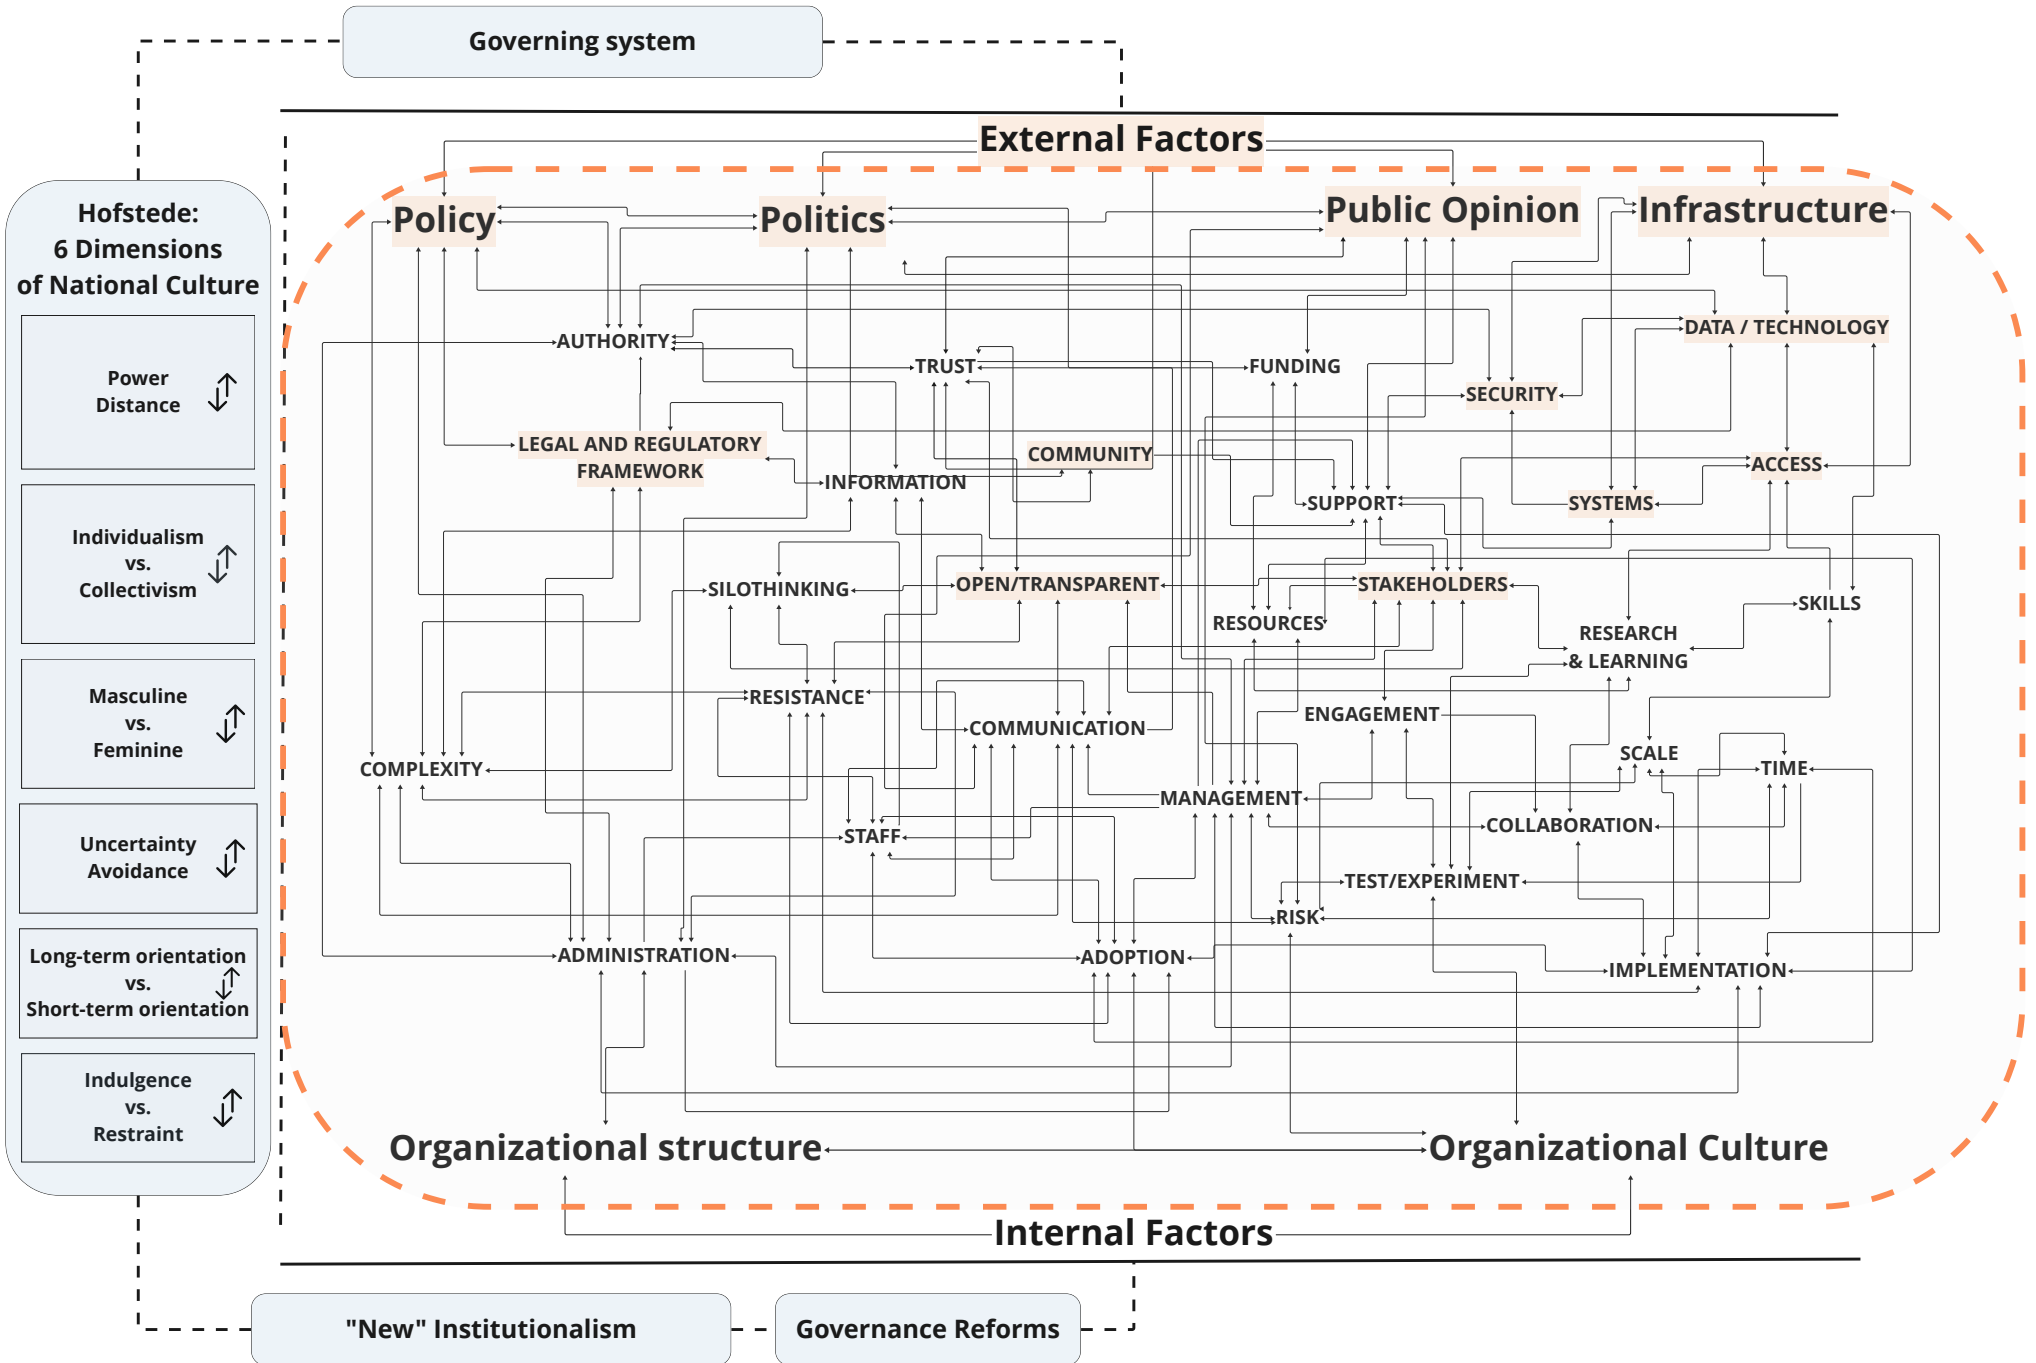 Governing system
External Factors
Hofstede:
6 Dimensions
of National Culture
Power
Distance
Individualism
vs.
Collectivism
Masculine
vs.
Feminine
Uncertainty
Avoidance
Long-term orientation
vs.
Short-term orientation
Indulgence
vs.
Restraint
Policy
Politics
Public Opinion
Infrastructure
AUTHORITY
DATA / TECHNOLOGY
TRUST
FUNDING
SECURITY
LEGAL AND REGULATORY
FRAMEWORK
COMMUNITY
ACCESS
INFORMATION
SUPPORT
SYSTEMS
SILOTHINKING
OPEN/TRANSPARENT
STAKEHOLDERS
SKILLS
RESOURCES
RESEARCH
& LEARNING
RESISTANCE
ENGAGEMENT
COMMUNICATION
SCALE
TIME
COMPLEXITY
MANAGEMENT
COLLABORATION
STAFF
TEST/EXPERIMENT
RISK
ADMINISTRATION
ADOPTION
IMPLEMENTATION
Organizational structure
Organizational Culture
Internal Factors
"New" Institutionalism
Governance Reforms